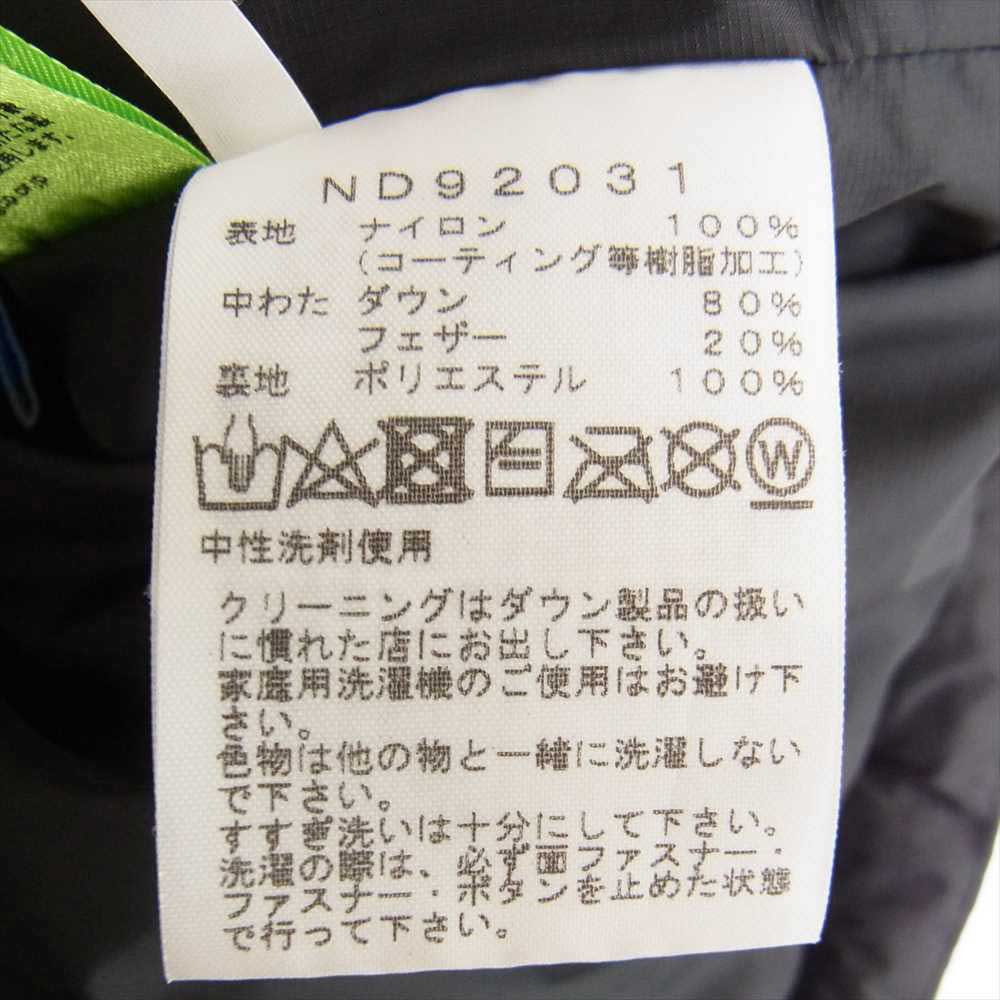 ND92031
表地 ナイロン 100%
(コーティング等樹脂加工)
中わた ダウン 80%
フェザー 20%
裏地 ポリエステル 100%
W
中性洗剤使用
クリーニングはダウン製品の扱い
に慣れた店にお出し下さい。
家庭用洗濯機のご使用はお避け下
さい。
色物は他の物と一緒に洗濯しない
で下さい。
すすぎ洗いは十分にして下さい。
洗濯の際は、必ず面ファスナー・
ファスナー・ボタンを止めた状態
で行って下さい。